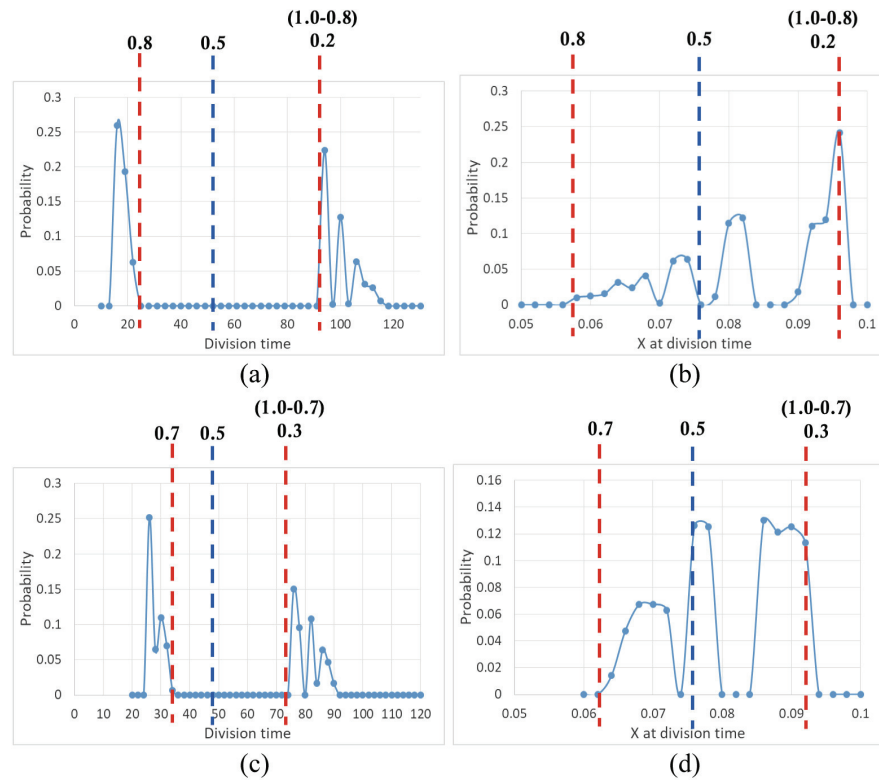 (1.0-0.8)
0.8 0.5 0.2
0.3
0.25
0.2
0.15
0.1
0.05
0
Probability
0 20 40 60 80 100 120
Division time
(a)
(1.0-0.8)
0.8 0.5 0.2
0.3
0.25
0.2
0.15
0.1
0.05
0
Probability
0.05 0.06 0.07 0.08 0.09 0.1
X at division time
(b)
(1.0-0.7)
0.7 0.5 0.3
0.3
0.25
0.2
0.15
0.1
0.05
0
Probability
0 10 20 30 40 50 60 70 80 90 100 110 120
Division time
(c)
(1.0-0.7)
0.7 0.5 0.3
0.16
0.14
0.12
0.1
0.08
0.06
0.04
0.02
0
Probability
0.05 0.06 0.07 0.08 0.09 0.1
X at division time
(d)